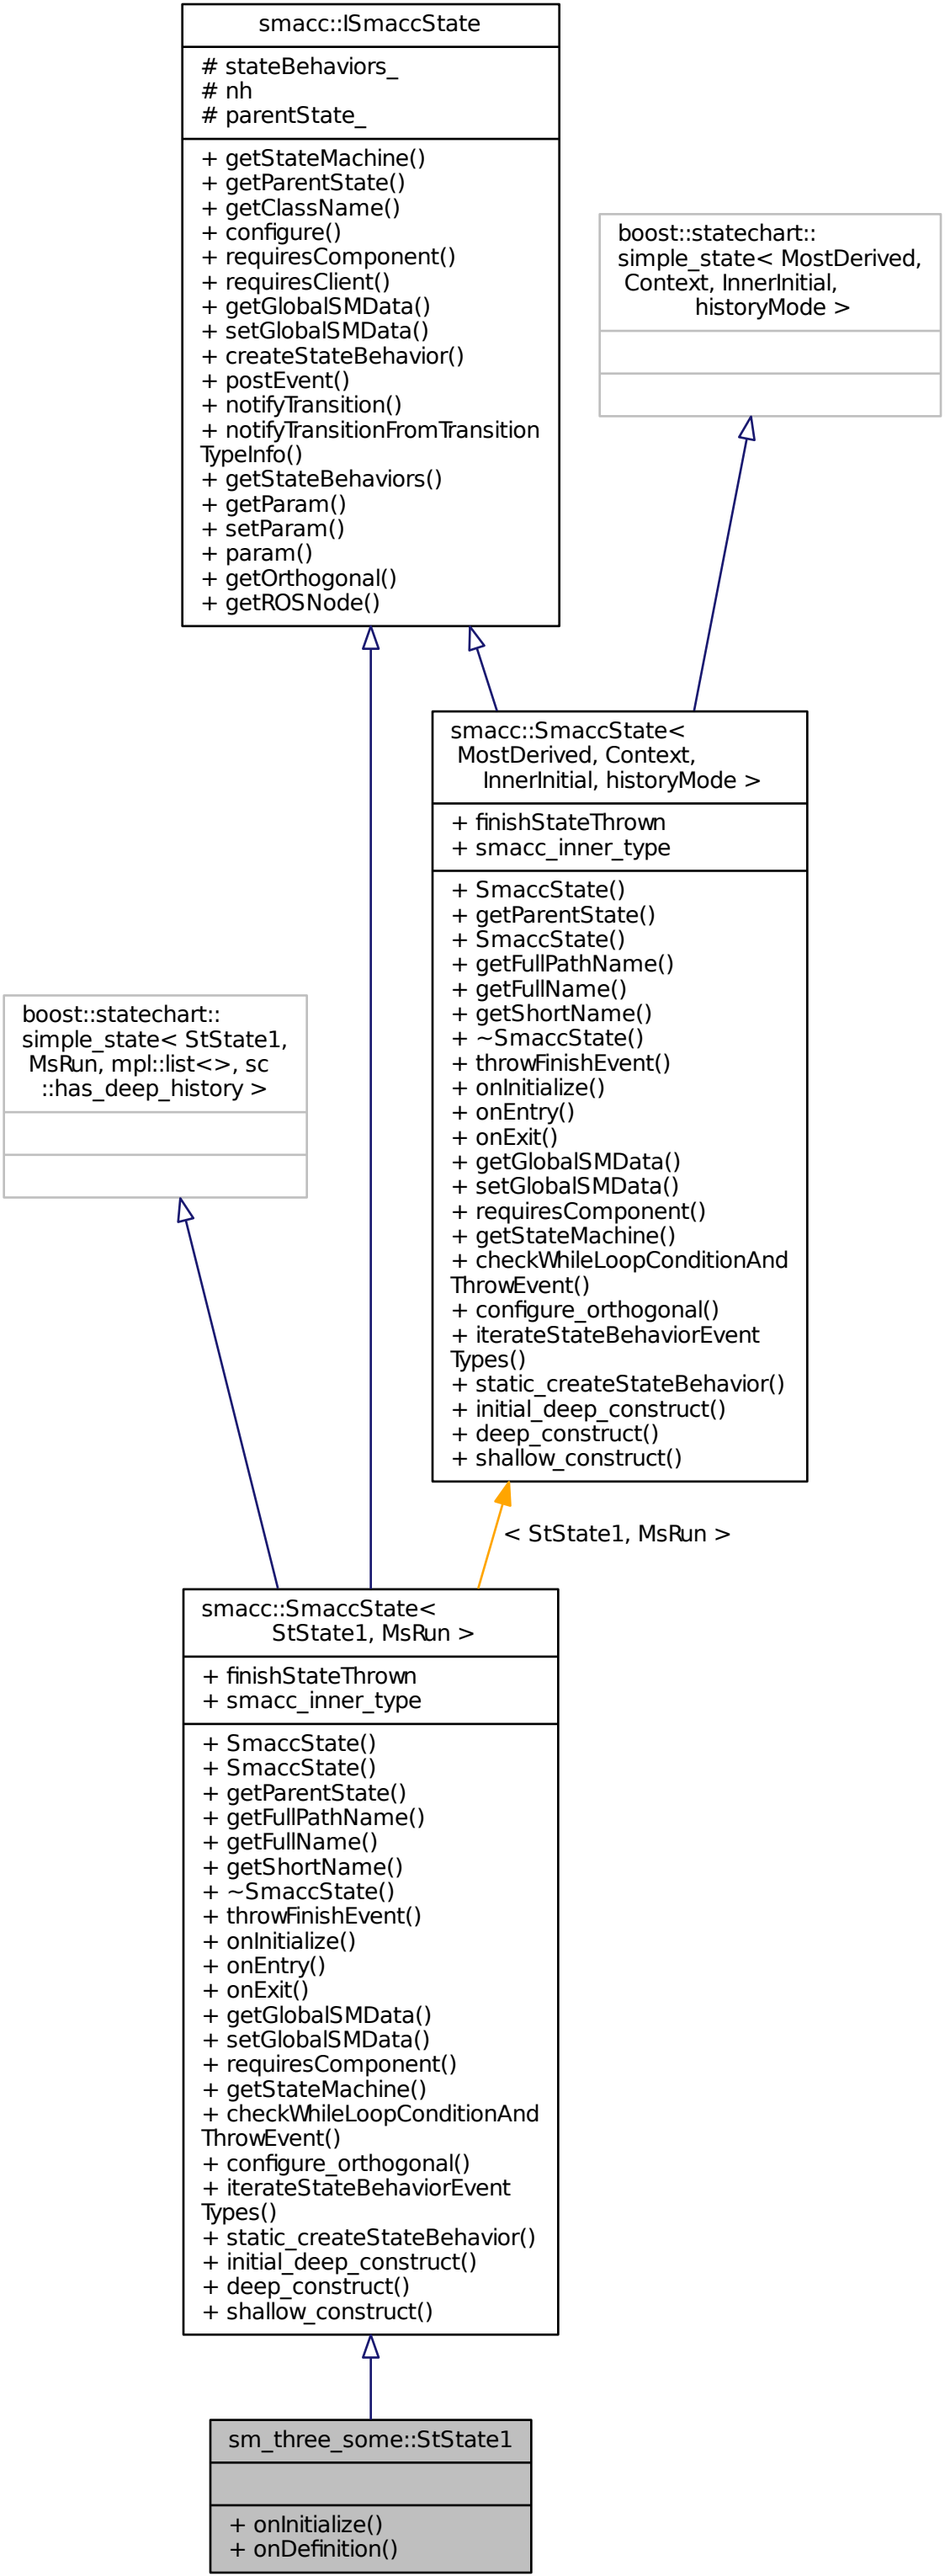 smacc::ISmaccState
# stateBehaviors_
# nh
# parentState_
+ getStateMachine()
+ getParentState()
+ getClassName()
+ configure()
+ requiresComponent()
+ requiresClient()
+ getGlobalSMData()
+ setGlobalSMData()
+ createStateBehavior()
+ postEvent()
+ notifyTransition()
+ notifyTransitionFromTransition
TypeInfo()
+ getStateBehaviors()
+ getParam()
+ setParam()
+ param()
+ getOrthogonal()
+ getROSNode()
boost::statechart::
simple_state< MostDerived,
Context, InnerInitial,
historyMode >
smacc::SmaccState<
MostDerived, Context,
InnerInitial, historyMode >
+ finishStateThrown
+ smacc_inner_type
+ SmaccState()
+ getParentState()
+ SmaccState()
+ getFullPathName()
+ getFullName()
+ getShortName()
+ ~SmaccState()
+ throwFinishEvent()
+ onInitialize()
+ onEntry()
+ onExit()
+ getGlobalSMData()
+ setGlobalSMData()
+ requiresComponent()
+ getStateMachine()
+ checkWhileLoopConditionAnd
ThrowEvent()
+ configure_orthogonal()
+ iterateStateBehaviorEvent
Types()
+ static_createStateBehavior()
+ initial_deep_construct()
+ deep_construct()
+ shallow_construct()
boost::statechart::
simple_state< StState1,
MsRun, mpl::list<>, sc
::has_deep_history >
< StState1, MsRun >
smacc::SmaccState<
StState1, MsRun >
+ finishStateThrown
+ smacc_inner_type
+ SmaccState()
+ SmaccState()
+ getParentState()
+ getFullPathName()
+ getFullName()
+ getShortName()
+ ~SmaccState()
+ throwFinishEvent()
+ onInitialize()
+ onEntry()
+ onExit()
+ getGlobalSMData()
+ setGlobalSMData()
+ requiresComponent()
+ getStateMachine()
+ checkWhileLoopConditionAnd
ThrowEvent()
+ configure_orthogonal()
+ iterateStateBehaviorEvent
Types()
+ static_createStateBehavior()
+ initial_deep_construct()
+ deep_construct()
+ shallow_construct()
sm_three_some::StState1
+ onInitialize()
+ onDefinition()